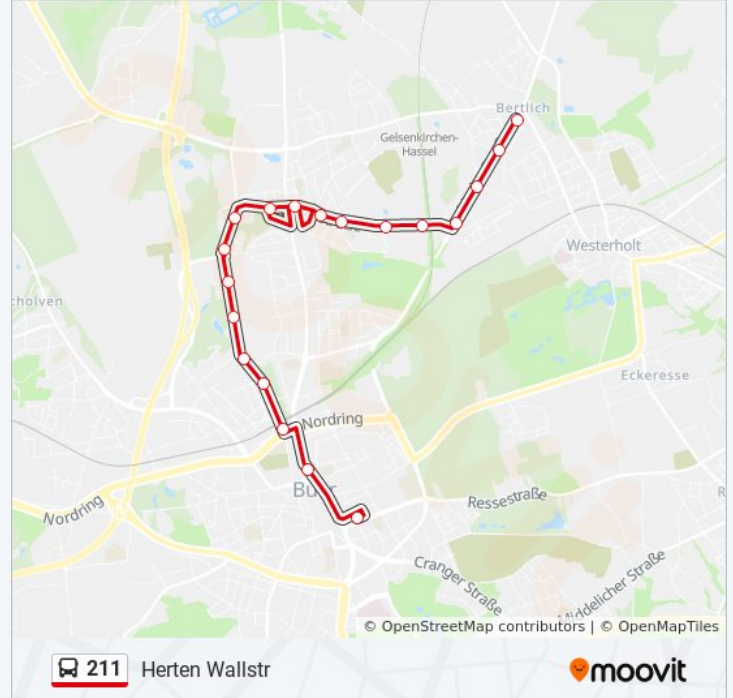 Bertlich
Gelsenkirchen-
Hassel
Westerholt
cholven
Eckeresse
Nordring
Nordring
Ressestraße
Cranger Straße
Middelicher Straße
© OpenStreetMap contributors | © OpenMapTiles
211 Herten Wallstr
moovit